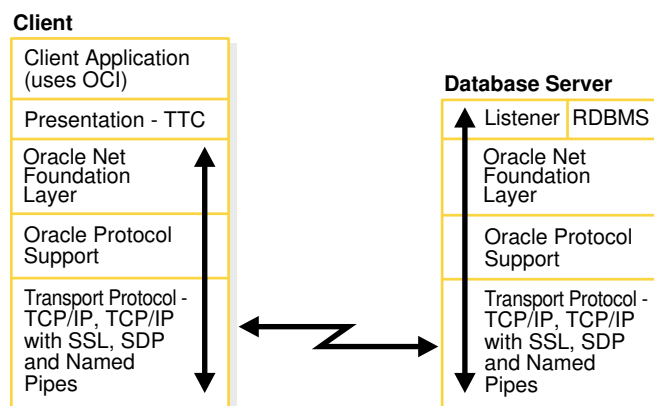 Client
Client Application
(uses OCI)
Presentation - TTC
Oracle Net
Foundation
Layer
Oracle Protocol
Support
Transport Protocol -
TCP/IP, TCP/IP
with SSL, SDP
and Named
Pipes
Database Server
Listener
RDBMS
Oracle Net
Foundation
Layer
Oracle Protocol
Support
Transport Protocol -
TCP/IP, TCP/IP
with SSL, SDP
and Named
Pipes